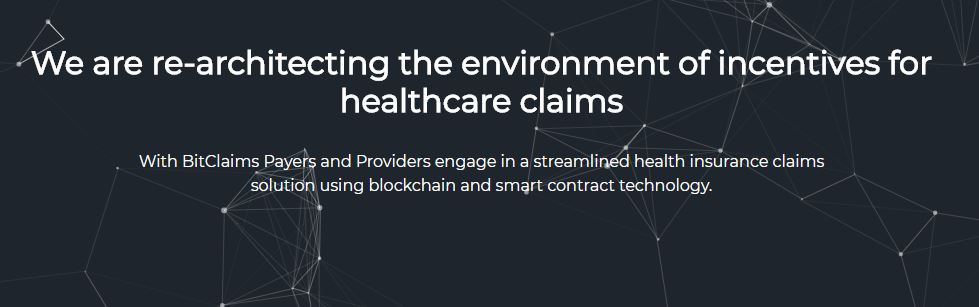 We are re-architecting the environment of incentives for
healthcare claims
With BitClaims Payers and Providers engage in a streamlined health insurance claims
solution using blockchain and smart contract technology.